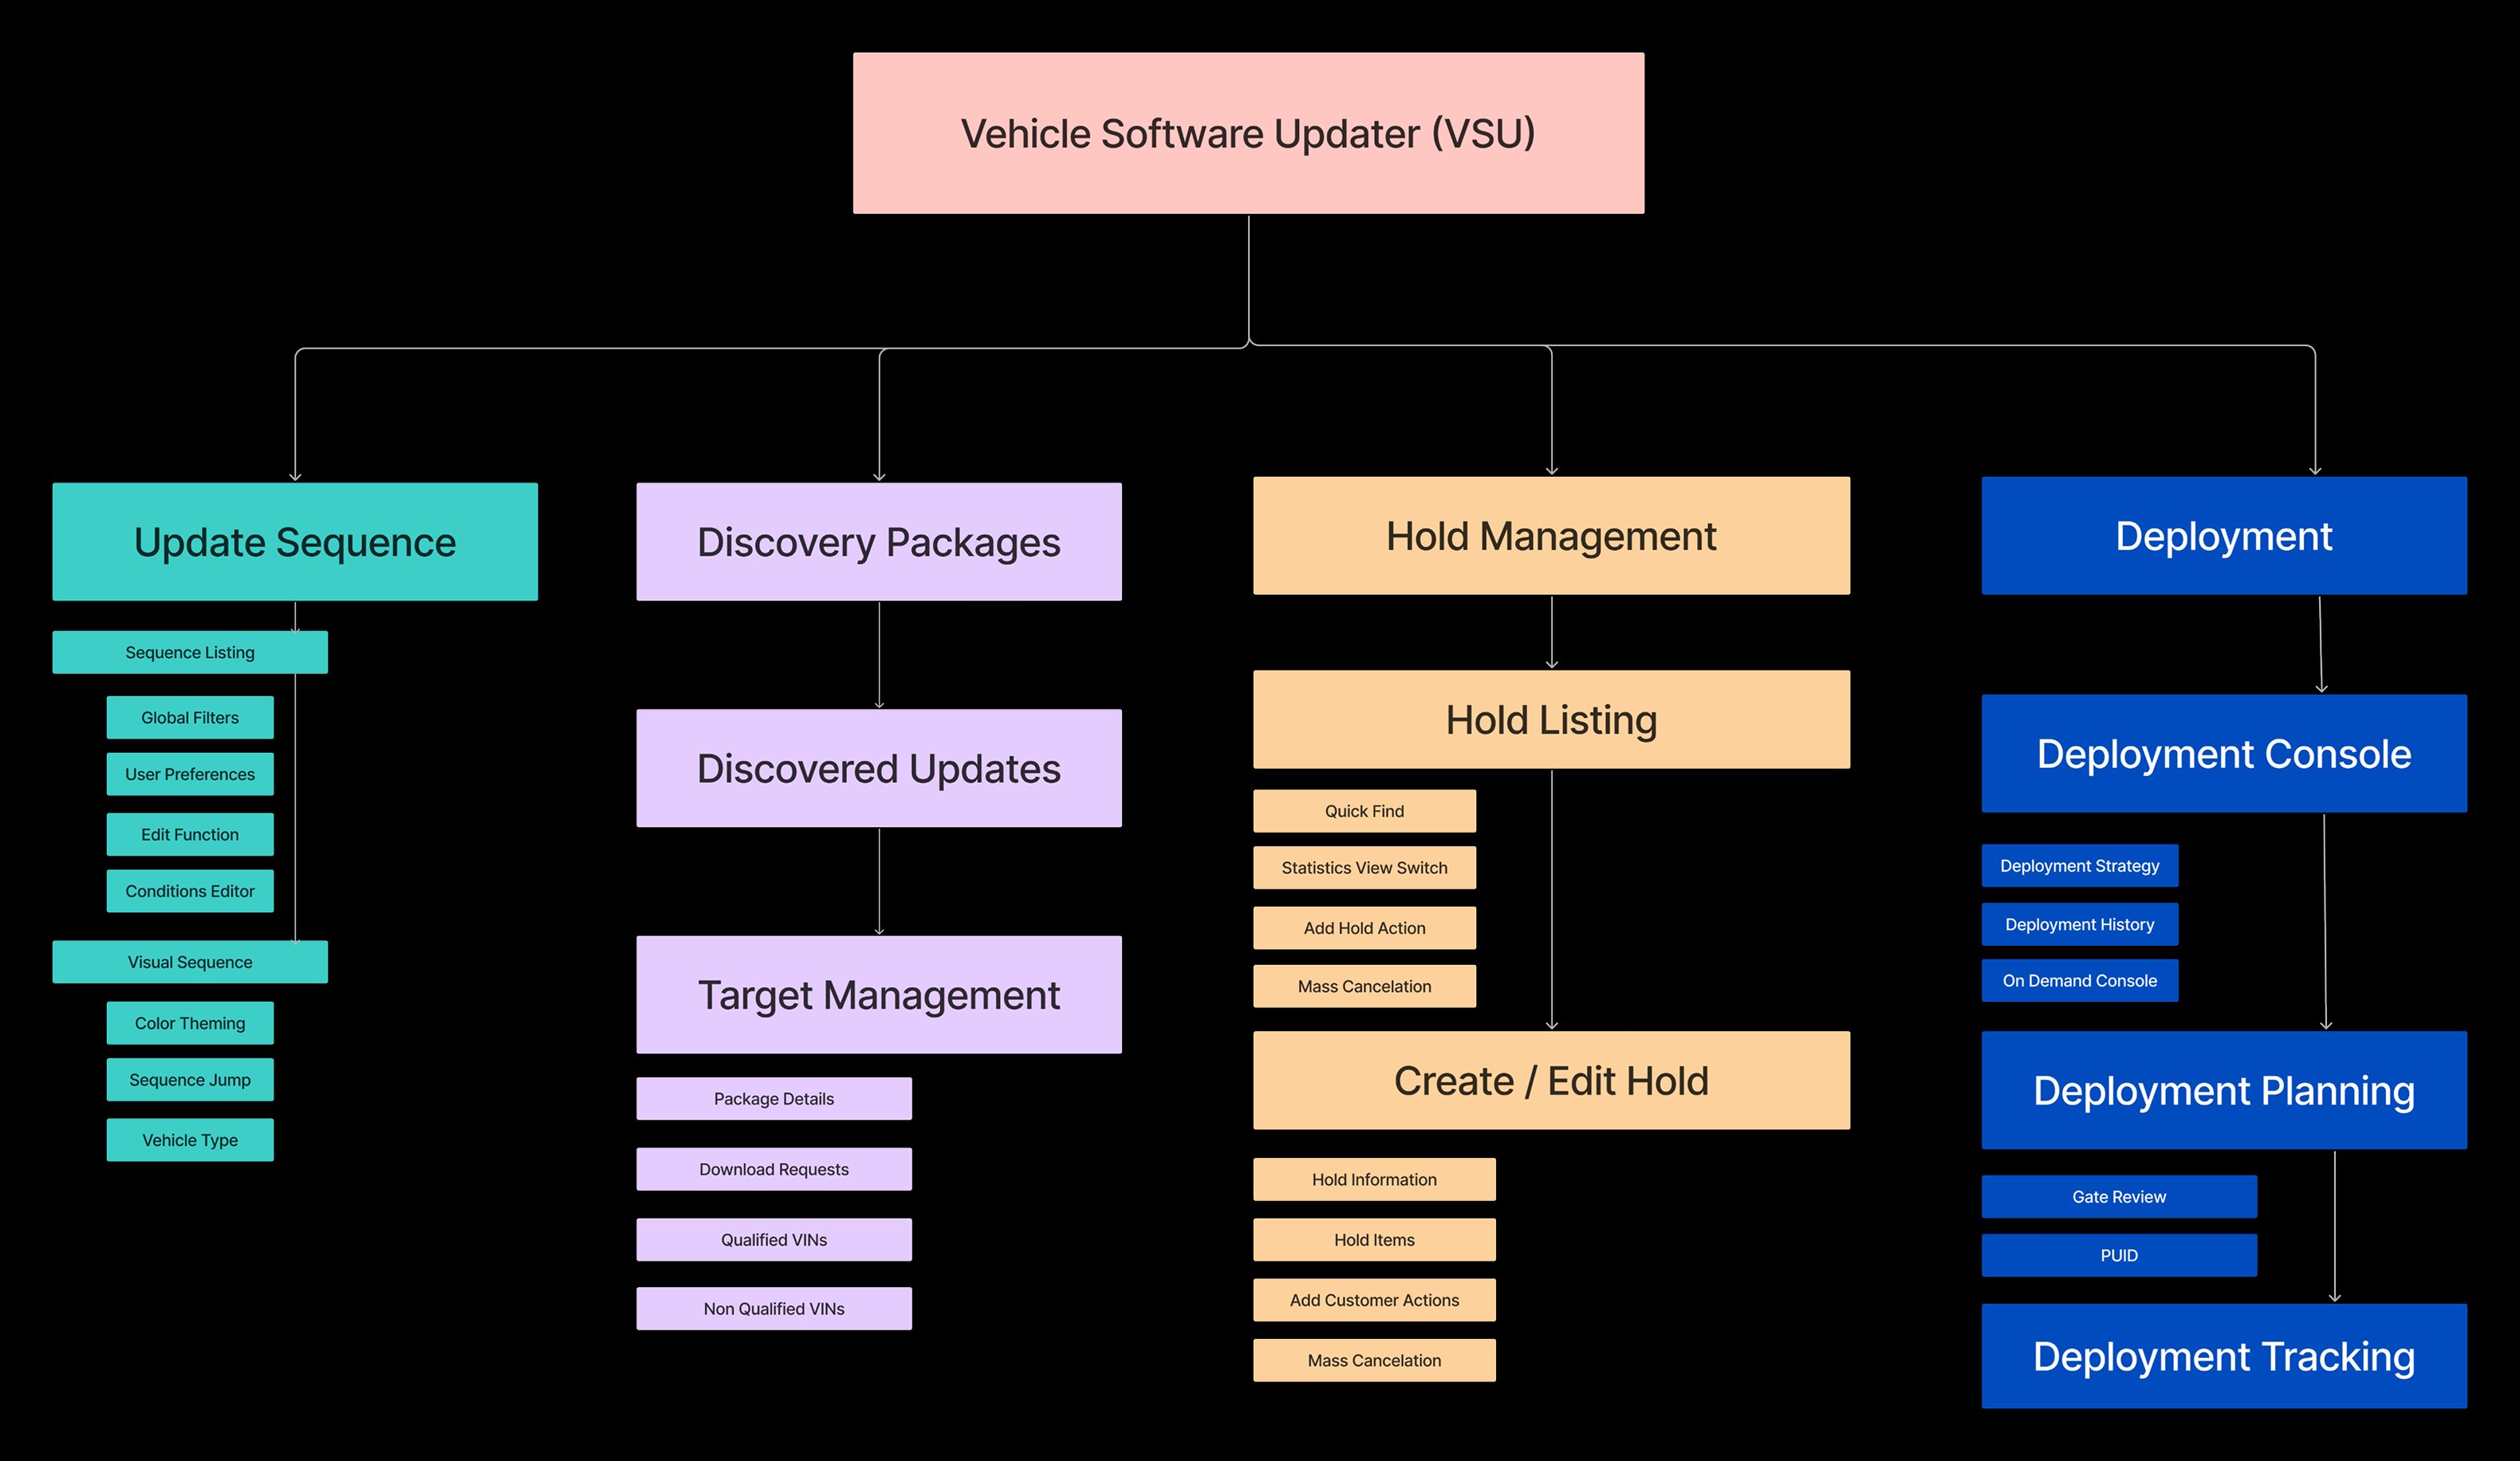 Vehicle Software Updater (VSU)
Update Sequence
Sequence Listing
Global Filters
User Preferences
Edit Function
Conditions Editor
Visual Sequence
Color Theming
Sequence Jump
Vehicle Type
Discovery Packages
Discovered Updates
Target Management
Package Details
Download Requests
Qualified VINs
Non Qualified VINs
Hold Management
Hold Listing
Quick Find
Statistics View Switch
Add Hold Action
Mass Cancelation
Create / Edit Hold
Hold Information
Hold Items
Add Customer Actions
Mass Cancelation
Deployment
Deployment Console
Deployment Strategy
Deployment History
On Demand Console
Deployment Planning
Gate Review
PUID
Deployment Tracking